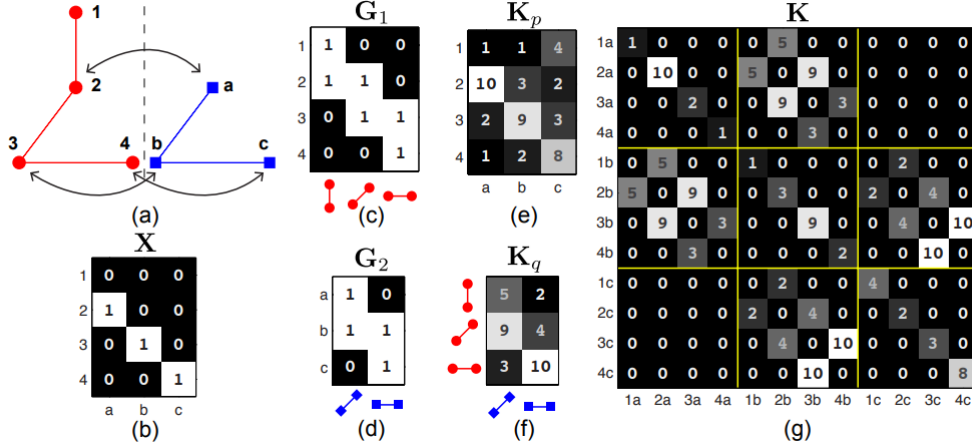 1
2
a
3
4
b
c
(a)
X
1 0 0 0
2 1 0 0
3 0 1 0
4 0 0 1
a b c
(b)
G₁
1 1 0 0
2 1 1 0
3 0 1 1
4 0 0 1
(c)
G₂
a 1 0
b 1 1
c 0 1
(d)
Kₚ
1 1 1 4
2 10 3 2
3 2 9 3
4 1 2 8
a b c
(e)
K_q
5 2
9 4
3 10
(f)
K
1a 1 0 0 0 0 5 0 0 0 0 0 0
2a 0 10 0 0 5 0 9 0 0 0 0 0
3a 0 0 2 0 0 9 0 3 0 0 0 0
4a 0 0 0 1 0 0 3 0 0 0 0 0
1b 0 5 0 0 1 0 0 0 0 2 0 0
2b 5 0 9 0 0 3 0 0 2 0 4 0
3b 0 9 0 3 0 0 9 0 0 4 0 10
4b 0 0 3 0 0 0 0 2 0 0 10 0
1c 0 0 0 0 0 2 0 0 4 0 0 0
2c 0 0 0 0 2 0 4 0 0 2 0 0
3c 0 0 0 0 0 4 0 10 0 0 3 0
4c 0 0 0 0 0 0 10 0 0 0 0 8
1a 2a 3a 4a 1b 2b 3b 4b 1c 2c 3c 4c
(g)